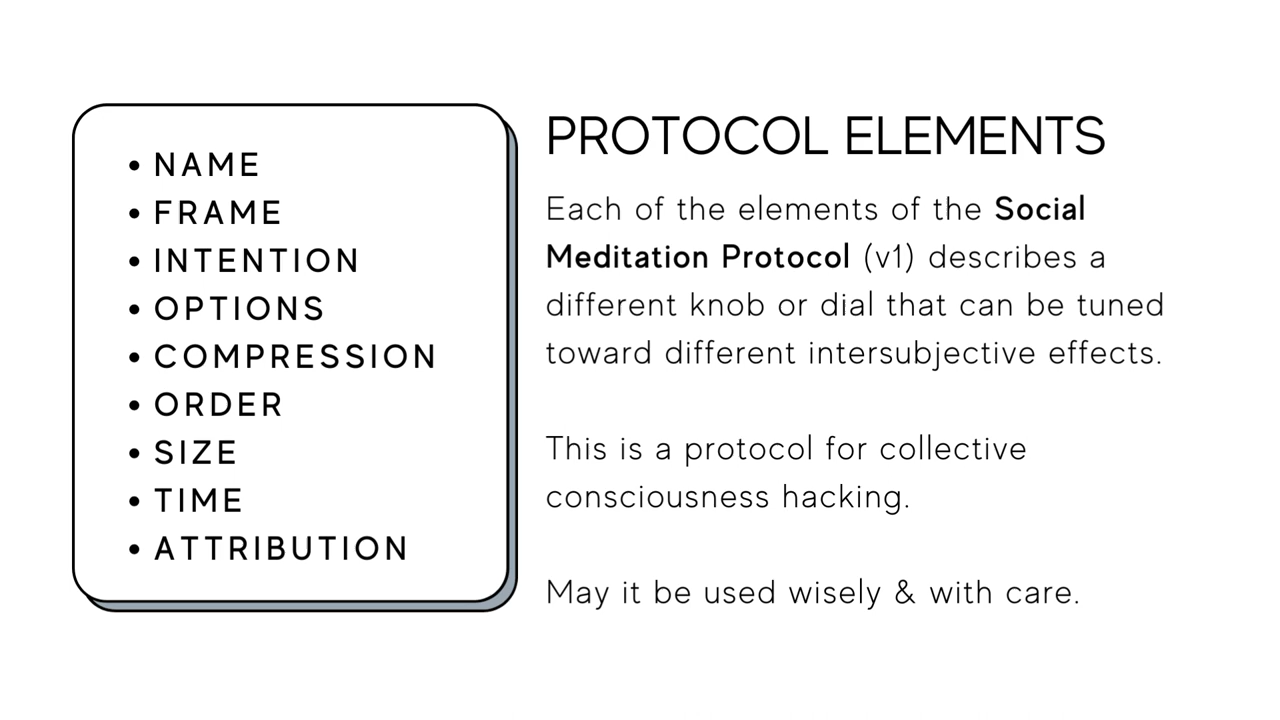 • NAME
• FRAME
• INTENTION
• OPTIONS
• COMPRESSION
• ORDER
• SIZE
• TIME
• ATTRIBUTION
PROTOCOL ELEMENTS
Each of the elements of the Social
Meditation Protocol (v1) describes a
different knob or dial that can be tuned
toward different intersubjective effects.
This is a protocol for collective
consciousness hacking.
May it be used wisely & with care.